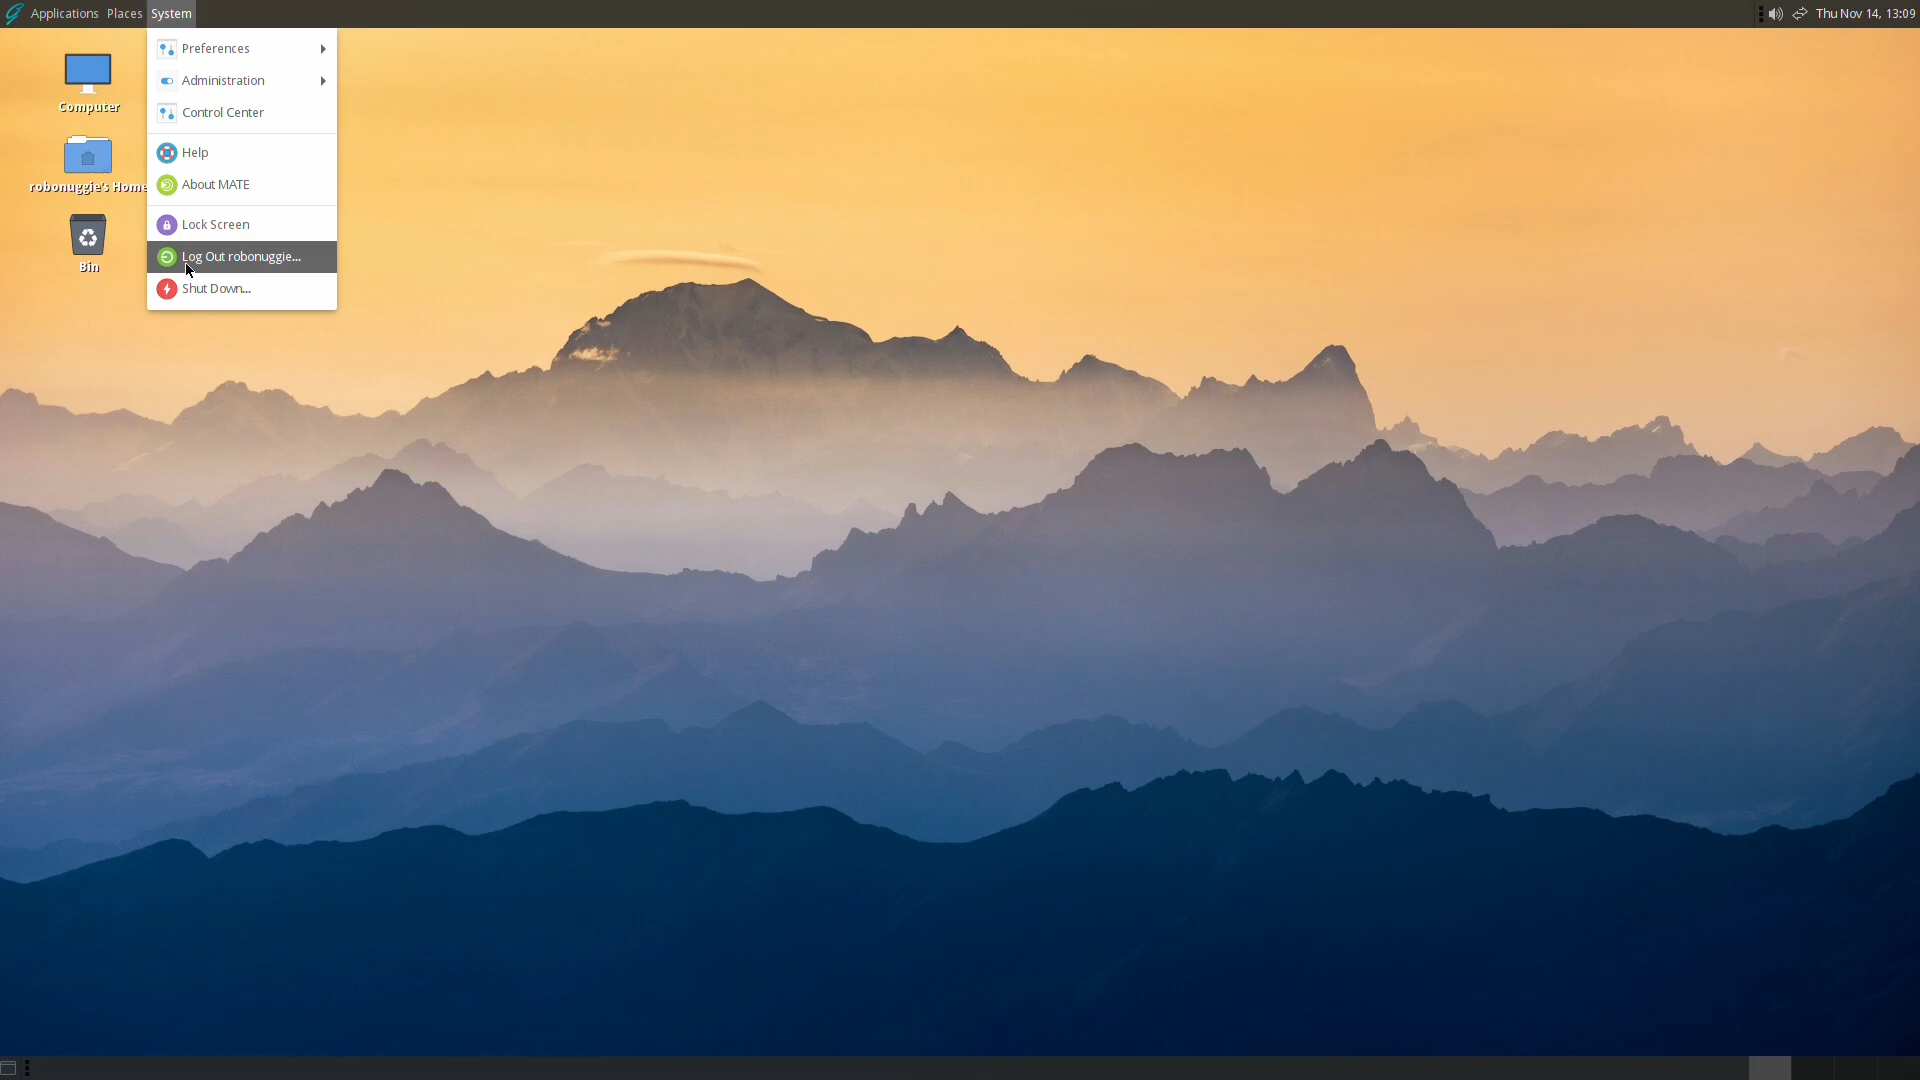 Applications Places System
Thu Nov 14, 13:09
Preferences
Administration
Control Center
Help
About MATE
Lock Screen
Log Out robonuggie...
Shut Down...
Computer
robonuggie's Home
Bin